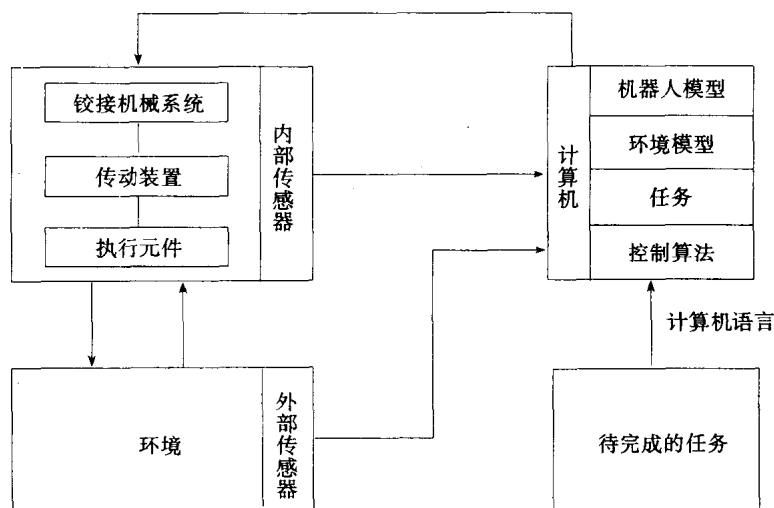 铰接机械系统
传动装置
执行元件
内部传感器
计算机
机器人模型
环境模型
任务
控制算法
计算机语言
环境
外部传感器
待完成的任务